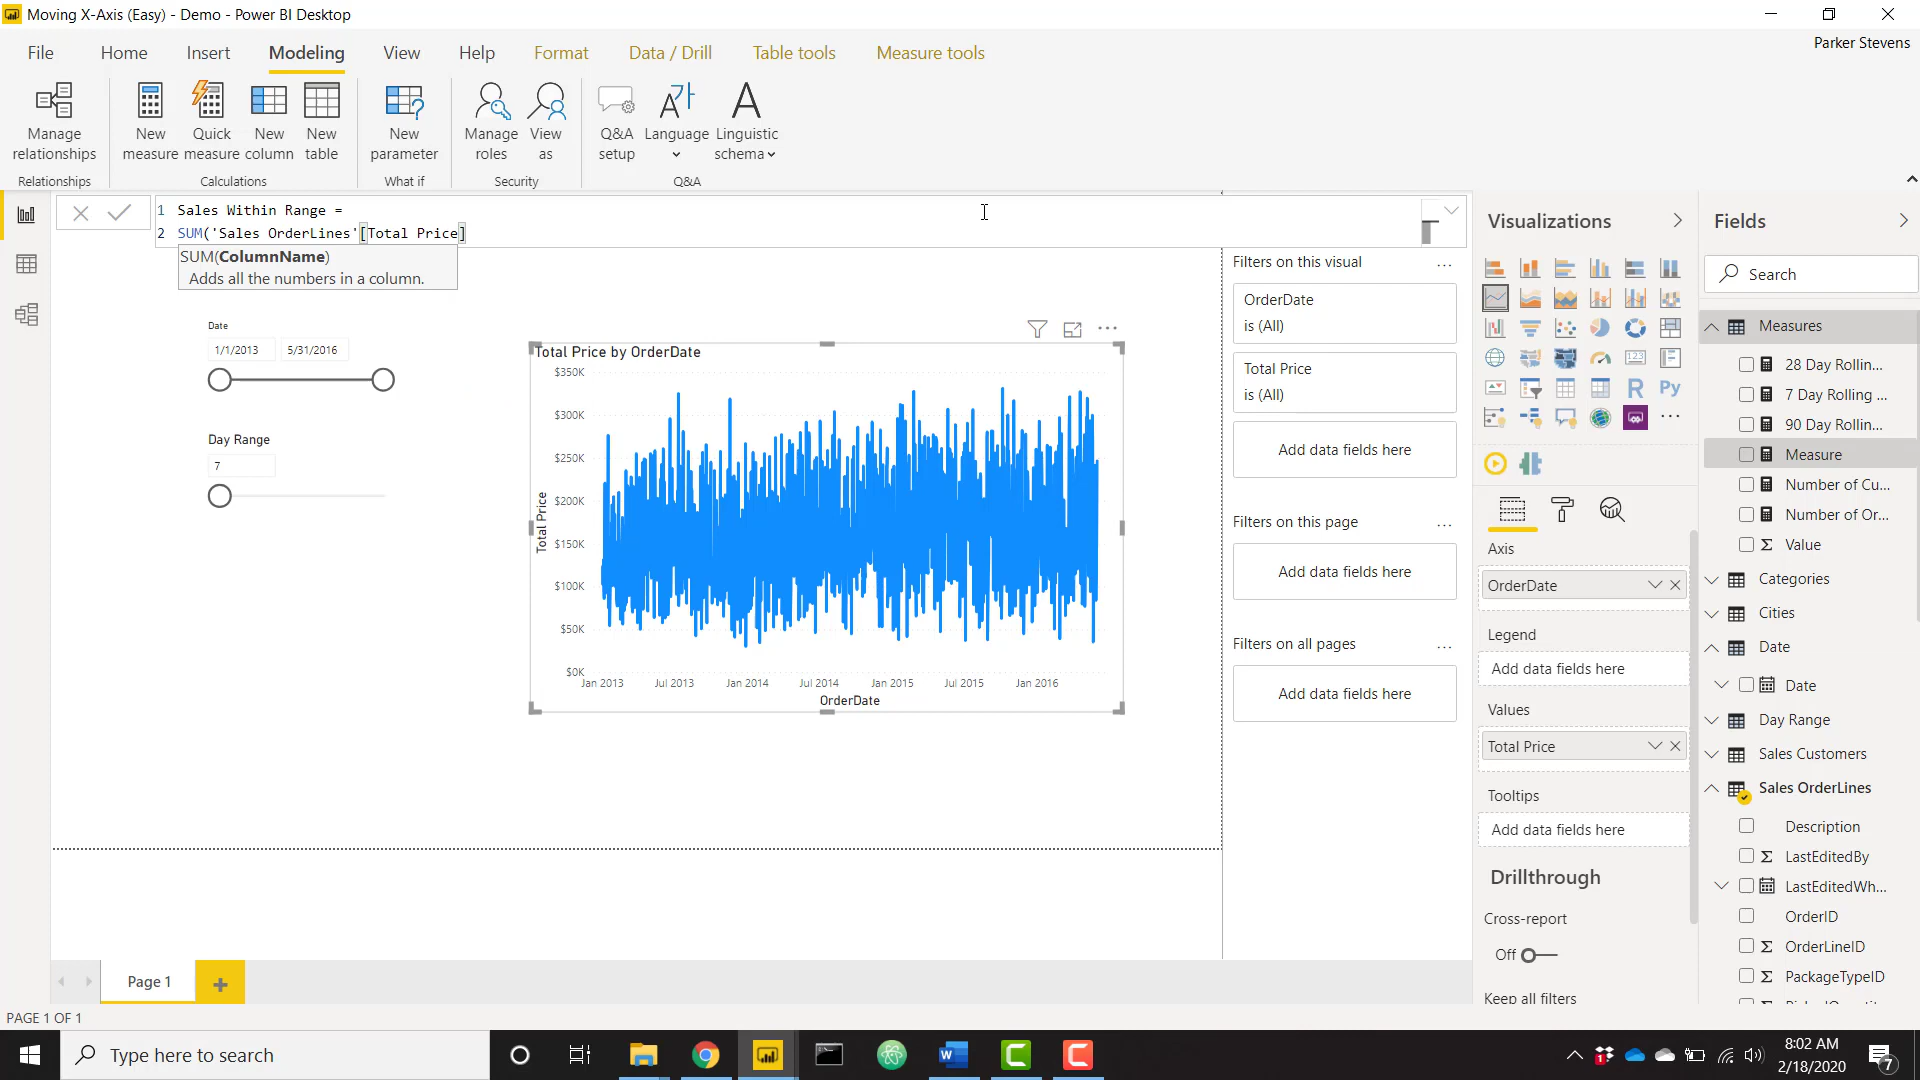 Moving X-Axis (Easy) - Demo - Power BI Desktop
Parker Stevens
File
Home
Insert
Modeling
View
Help
Format
Data / Drill
Table tools
Measure tools
Manage relationships
Relationships
New measure
Quick measure
New column
New table
Calculations
New parameter
What if
Manage roles
View as
Security
Q&A setup
Language
Linguistic schema
Q&A
1 Sales Within Range =
2 SUM('Sales OrderLines'[Total Price]
SUM(ColumnName)
Adds all the numbers in a column.
Date
1/1/2013
5/31/2016
Day Range
7
Total Price by OrderDate
Total Price
$350K
$300K
$250K
$200K
$150K
$100K
$50K
$0K
Jan 2013
Jul 2013
Jan 2014
Jul 2014
Jan 2015
Jul 2015
Jan 2016
OrderDate
Filters on this visual
...
OrderDate
is (All)
Total Price
is (All)
Add data fields here
Filters on this page
...
Add data fields here
Filters on all pages
...
Add data fields here
Visualizations
R
Py
...
Axis
OrderDate
Legend
Add data fields here
Values
Total Price
Tooltips
Add data fields here
Drillthrough
Cross-report
Off
Keep all filters
Fields
Search
Measures
28 Day Rollin...
7 Day Rolling ...
90 Day Rollin...
Measure
Number of Cu...
Number of Or...
Value
Categories
Cities
Date
Date
Day Range
Sales Customers
Sales OrderLines
Description
LastEditedBy
LastEditedWh...
OrderID
OrderLineID
PackageTypeID
Page 1
PAGE 1 OF 1
Type here to search
8:02 AM
2/18/2020
7